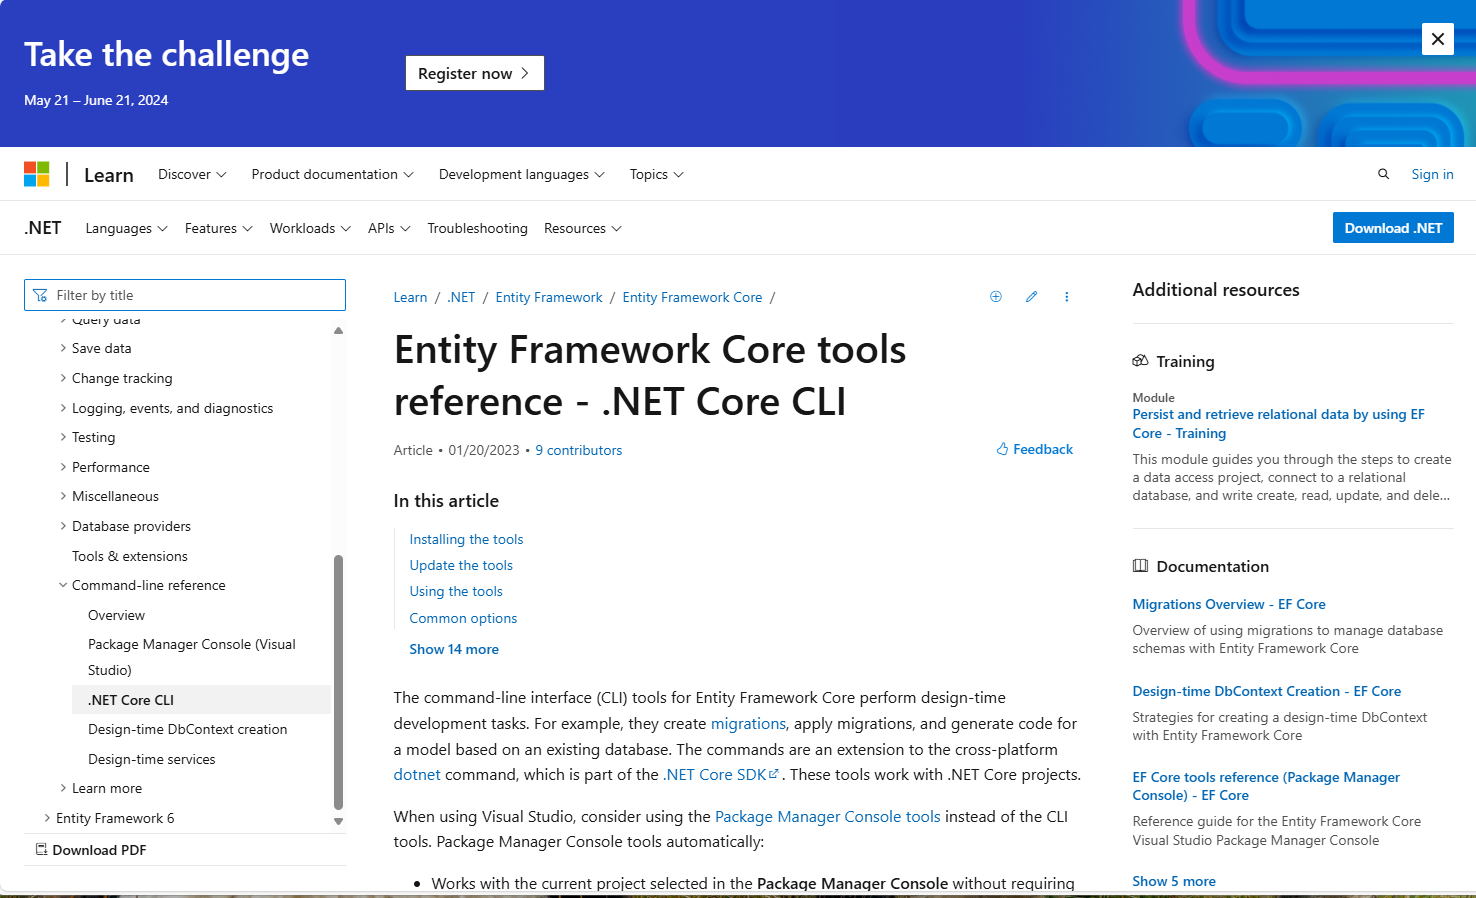 Take the challenge
May 21 – June 21, 2024
Register now
Learn
Discover
Product documentation
Development languages
Topics
Sign in
.NET
Languages
Features
Workloads
APIs
Troubleshooting
Resources
Download .NET
Filter by title
Query data
Save data
Change tracking
Logging, events, and diagnostics
Testing
Performance
Miscellaneous
Database providers
Tools & extensions
Command-line reference
Overview
Package Manager Console (Visual
Studio)
.NET Core CLI
Design-time DbContext creation
Design-time services
Learn more
Entity Framework 6
Download PDF
Learn / .NET / Entity Framework / Entity Framework Core /
Entity Framework Core tools
reference - .NET Core CLI
Article • 01/20/2023 • 9 contributors
Feedback
In this article
Installing the tools
Update the tools
Using the tools
Common options
Show 14 more
The command-line interface (CLI) tools for Entity Framework Core perform design-time
development tasks. For example, they create migrations, apply migrations, and generate code for
a model based on an existing database. The commands are an extension to the cross-platform
dotnet command, which is part of the .NET Core SDK. These tools work with .NET Core projects.
When using Visual Studio, consider using the Package Manager Console tools instead of the CLI
tools. Package Manager Console tools automatically:
• Works with the current project selected in the Package Manager Console without requiring
Additional resources
Training
Module
Persist and retrieve relational data by using EF
Core - Training
This module guides you through the steps to create
a data access project, connect to a relational
database, and write create, read, update, and dele...
Documentation
Migrations Overview - EF Core
Overview of using migrations to manage database
schemas with Entity Framework Core
Design-time DbContext Creation - EF Core
Strategies for creating a design-time DbContext
with Entity Framework Core
EF Core tools reference (Package Manager
Console) - EF Core
Reference guide for the Entity Framework Core
Visual Studio Package Manager Console
Show 5 more